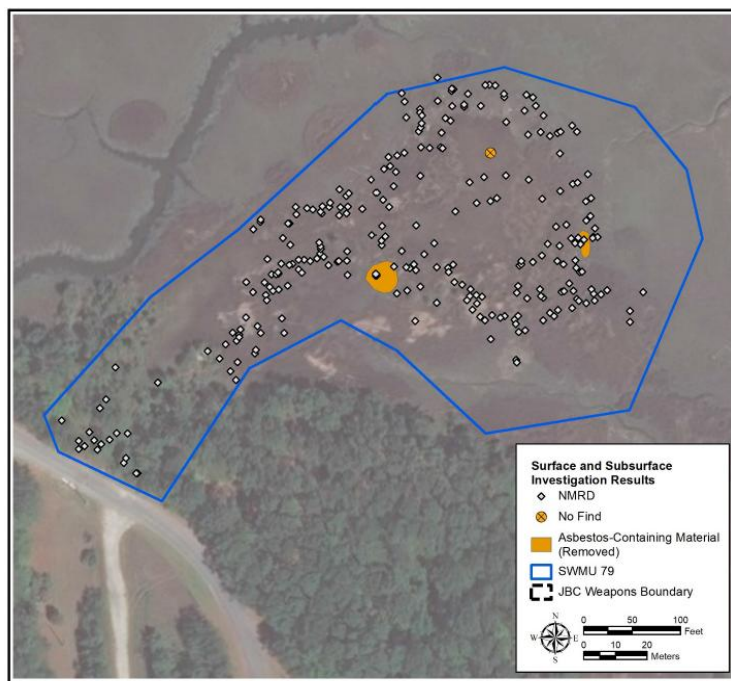 Surface and Subsurface
Investigation Results
NMRD
No Find
Asbestos-Containing Material
(Removed)
SWMU 79
JBC Weapons Boundary
N
W E
S
0 50 100
Feet
0 10 20
Meters